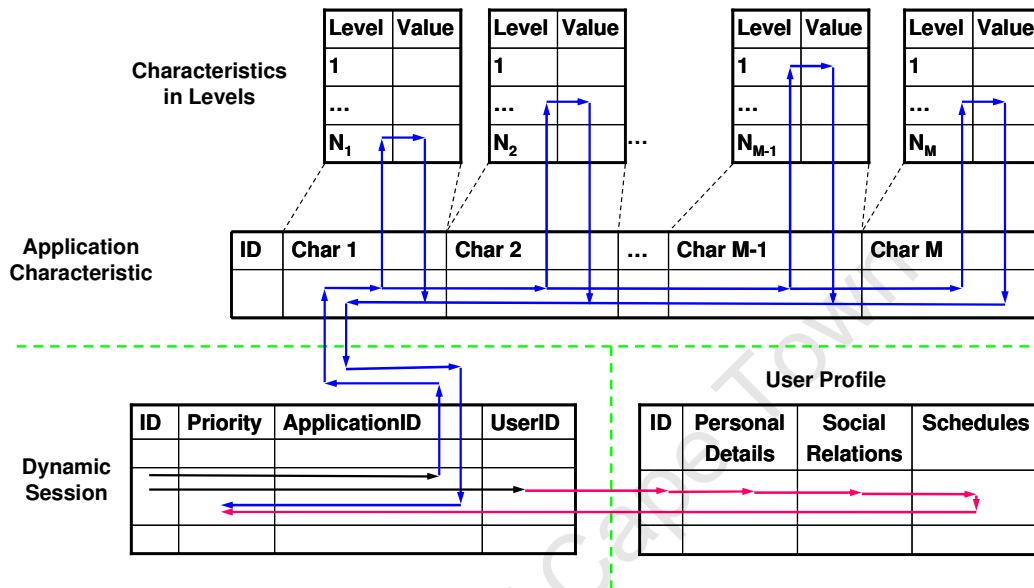 Level Value Level Value Level Value Level Value
Characteristics
in Levels
1 1 1 1
... ... ... ...
N1 N2 ... NM-1 NM
Application
Characteristic
ID Char 1 Char 2 ... Char M-1 Char M
User Profile
Dynamic
Session
ID Priority ApplicationID UserID
ID Personal Details Social Relations Schedules
Cape Town